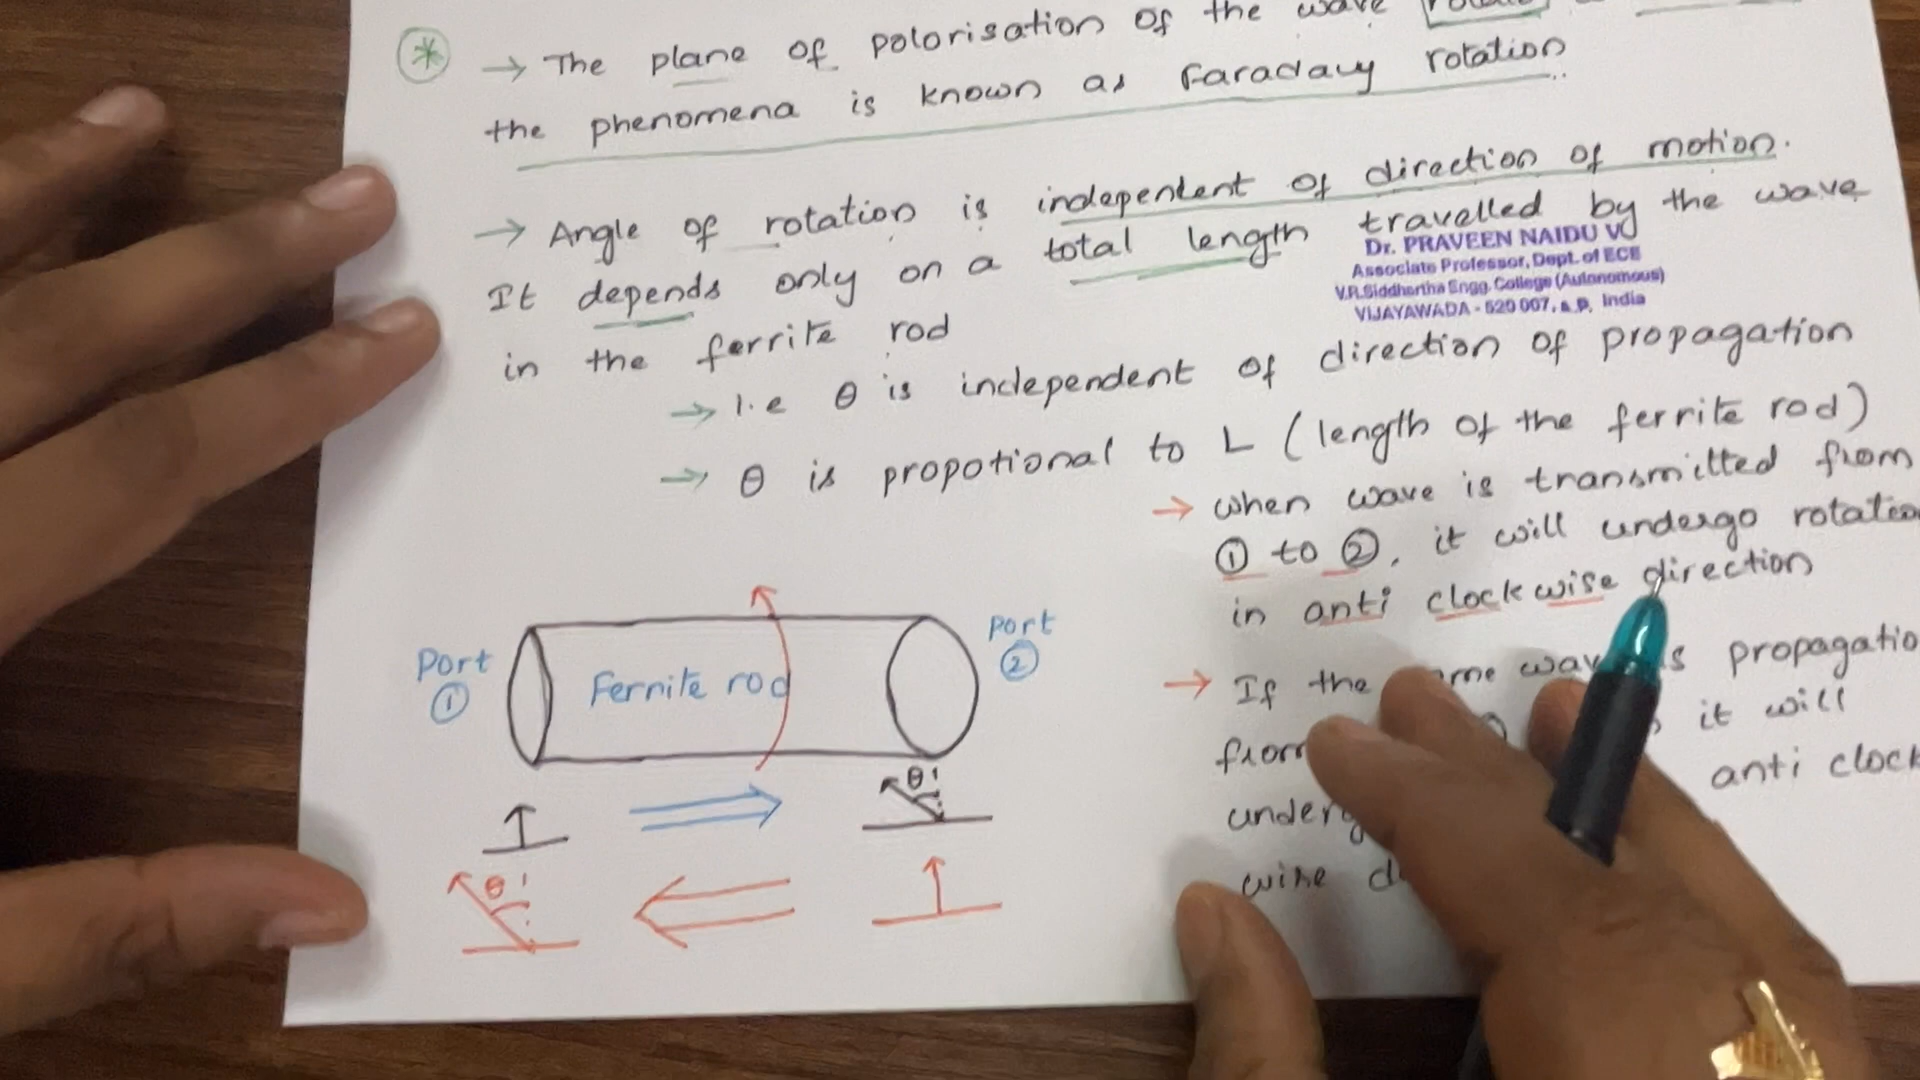 * → The plane of polarisation of the wave
the phenomena is known as Faraday rotation
→ Angle of rotation is independent of direction of motion.
It depends only on a total length travelled by the wave
in the ferrite rod
Dr. PRAVEEN NAIDU V
Associate Professor, Dept. of ECE
V.R.Siddhartha Engg. College (Autonomous)
VIJAYAWADA - 520 007, A.P. India
→ i.e θ is independent of direction of propagation
→ θ is propotional to L (length of the ferrite rod)
→ when wave is transmitted from
① to ②, it will undergo rotation
in anti clockwise direction
→ If the wave is propagatio
from it will
under anti clock
wise d
Port
①
Ferrite rod
Port
②
θ
θ